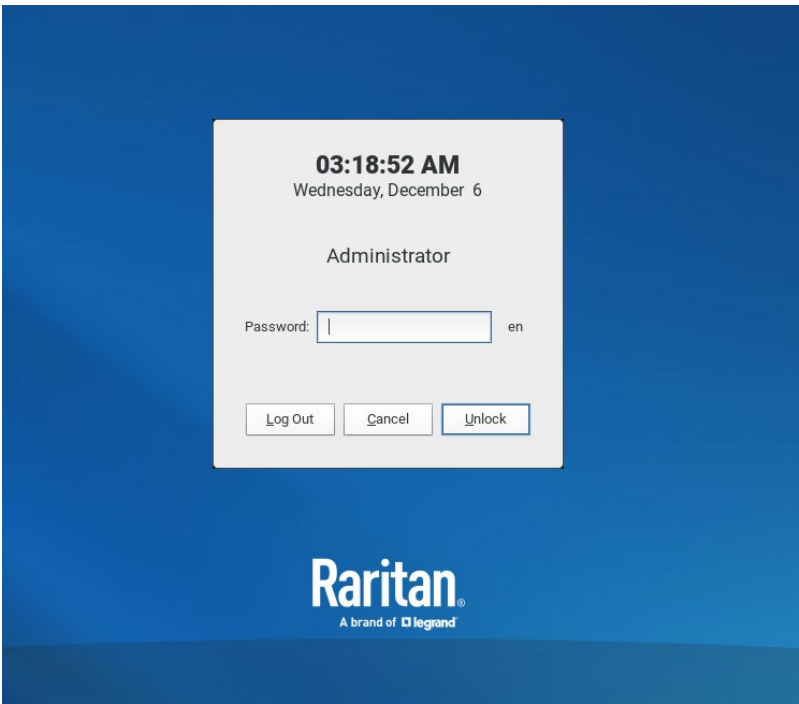 03:18:52 AM
Wednesday, December  6
Administrator
Password: en
Log Out Cancel Unlock
Raritan®
A brand of legrand®